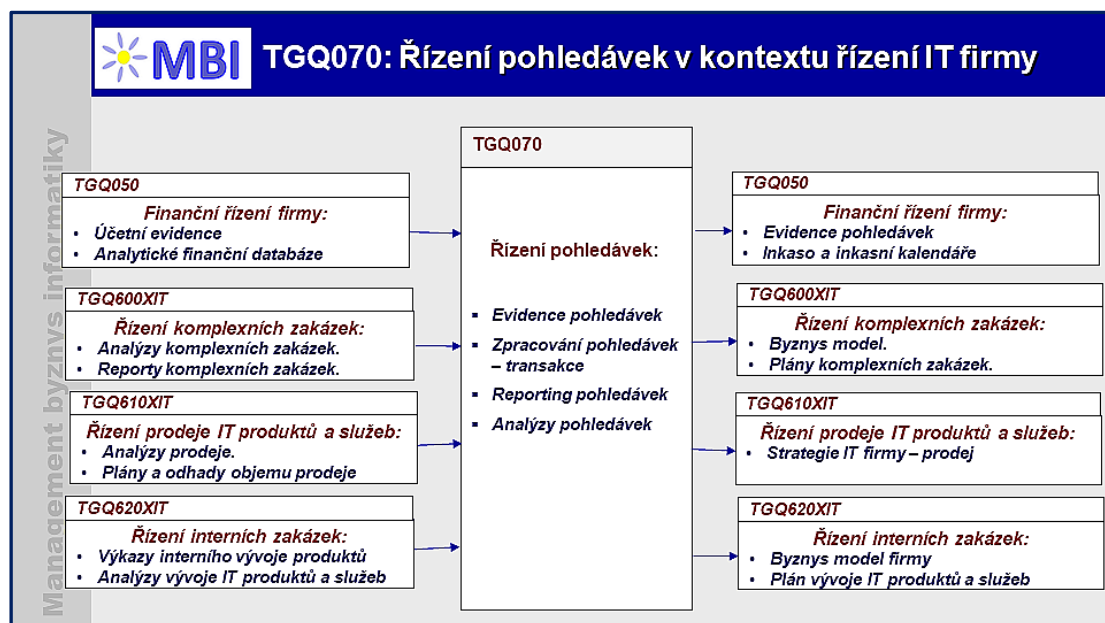 MBI
TGQ070: Řízení pohledávek v kontextu řízení IT firmy
Management byznys informatiky
TGQ050
Finanční řízení firmy:
• Účetní evidence
• Analytické finanční databáze
TGQ600XIT
Řízení komplexních zakázek:
• Analýzy komplexních zakázek.
• Reporty komplexních zakázek.
TGQ610XIT
Řízení prodeje IT produktů a služeb:
• Analýzy prodeje.
• Plány a odhady objemu prodeje
TGQ620XIT
Řízení interních zakázek:
• Výkazy interního vývoje produktů
• Analýzy vývoje IT produktů a služeb
TGQ070
Řízení pohledávek:
▪ Evidence pohledávek
▪ Zpracování pohledávek
– transakce
▪ Reporting pohledávek
▪ Analýzy pohledávek
TGQ050
Finanční řízení firmy:
• Evidence pohledávek
• Inkaso a inkasní kalendáře
TGQ600XIT
Řízení komplexních zakázek:
• Byznys model.
• Plány komplexních zakázek.
TGQ610XIT
Řízení prodeje IT produktů a služeb:
• Strategie IT firmy – prodej
TGQ620XIT
Řízení interních zakázek:
• Byznys model firmy
• Plán vývoje IT produktů a služeb